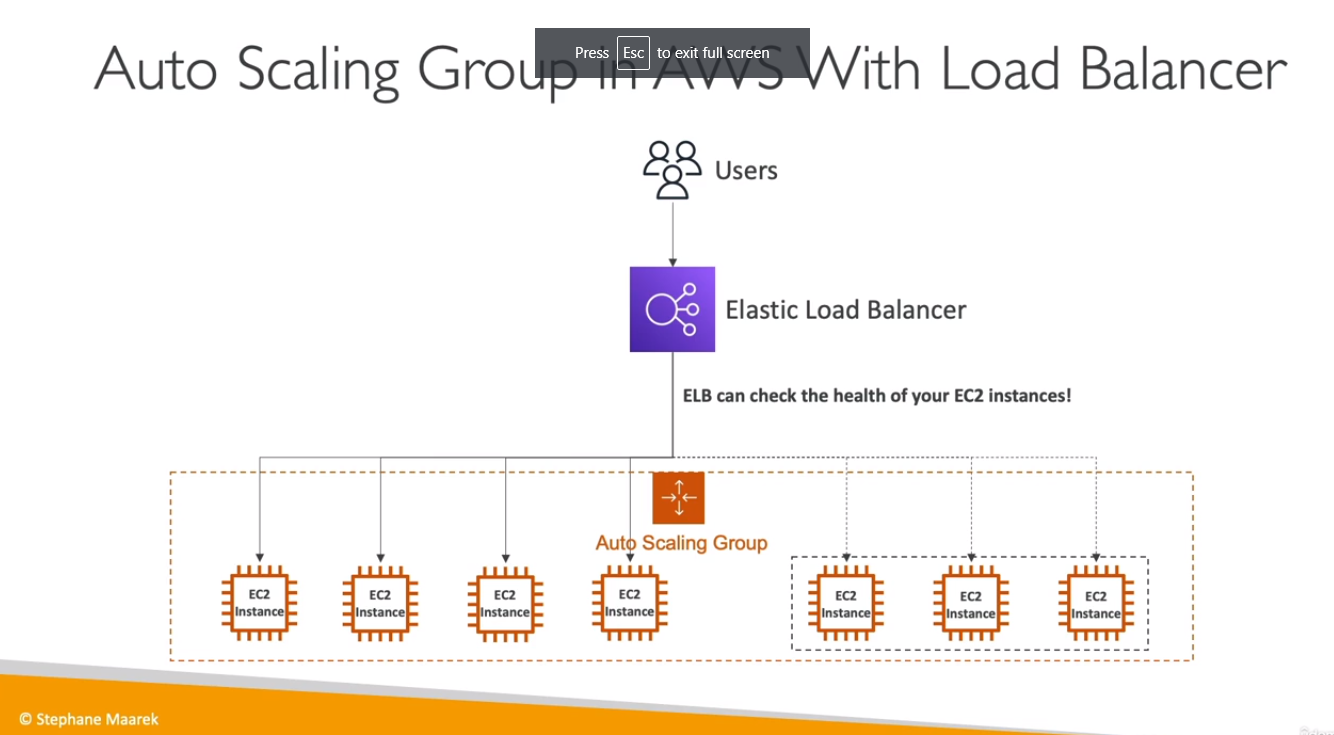 Press Esc to exit full screen
Auto Scaling Group in AWS With Load Balancer
Users
Elastic Load Balancer
ELB can check the health of your EC2 instances!
Auto Scaling Group
EC2
Instance
EC2
Instance
EC2
Instance
EC2
Instance
EC2
Instance
EC2
Instance
EC2
Instance
© Stephane Maarek